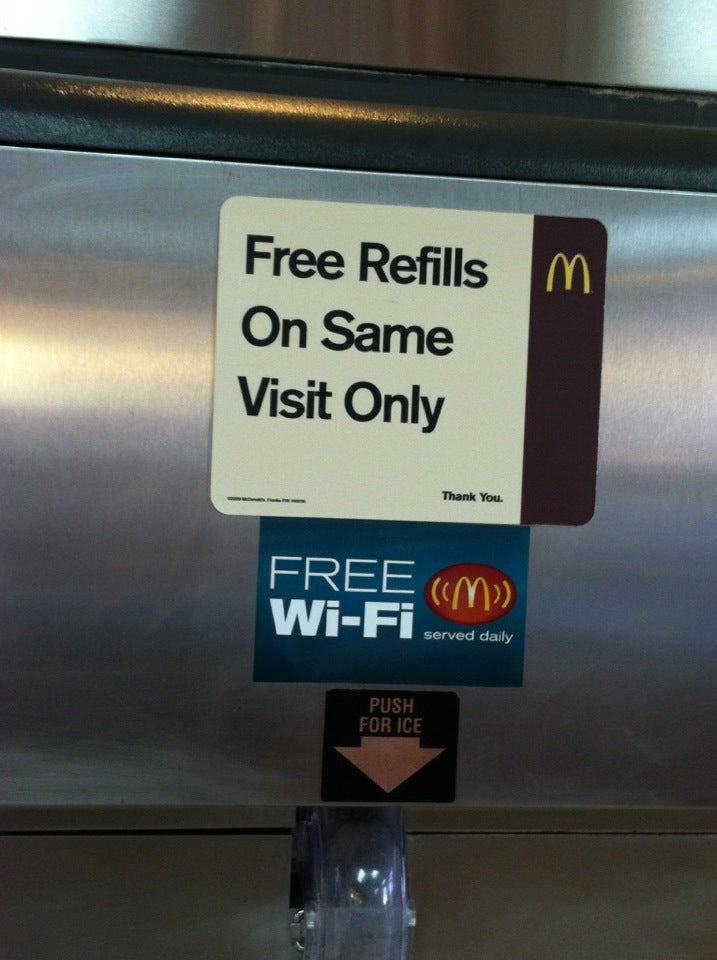 Free Refills
On Same
Visit Only
Thank You.
FREE
Wi-Fi
served daily
PUSH
FOR ICE